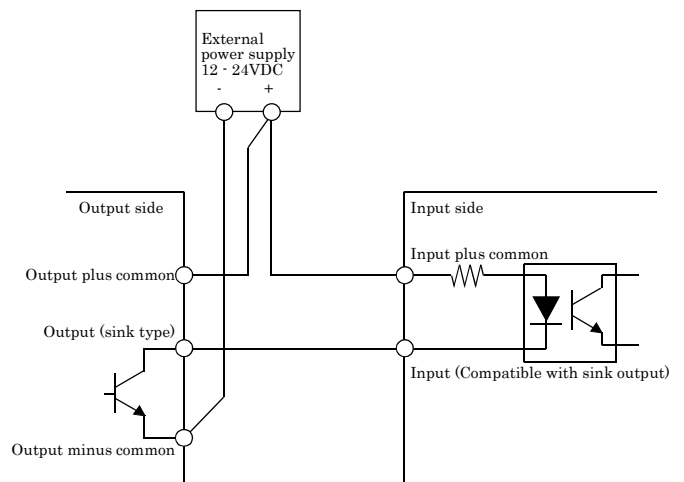 External
power supply
12 - 24VDC
- +
Output side
Input side
Input plus common
Output plus common
Output (sink type)
Input (Compatible with sink output)
Output minus common